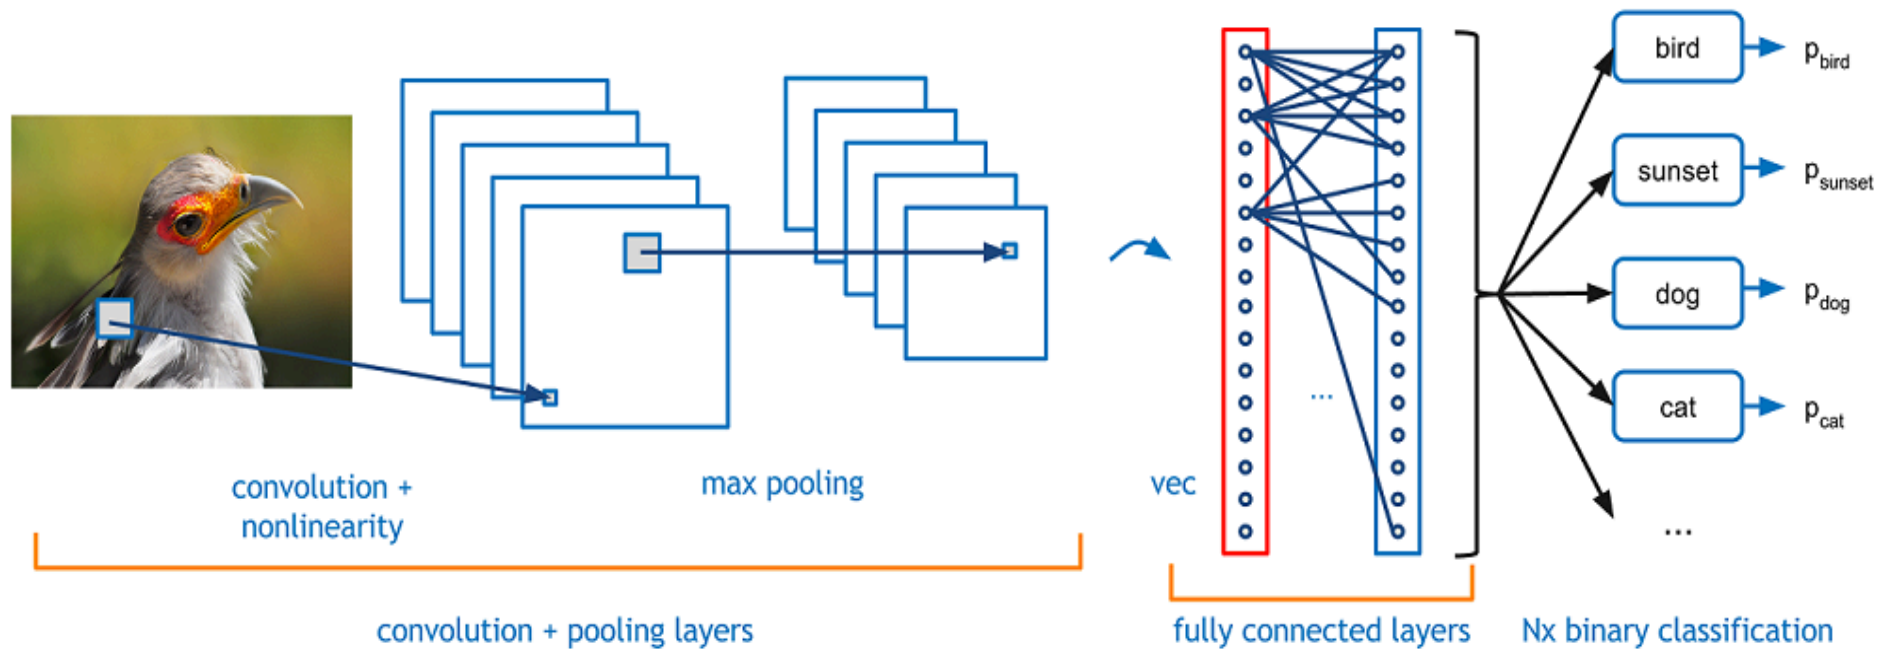 bird
p_bird
sunset
p_sunset
dog
p_dog
cat
p_cat
...
...
convolution +
nonlinearity
max pooling
vec
convolution + pooling layers
fully connected layers
Nx binary classification